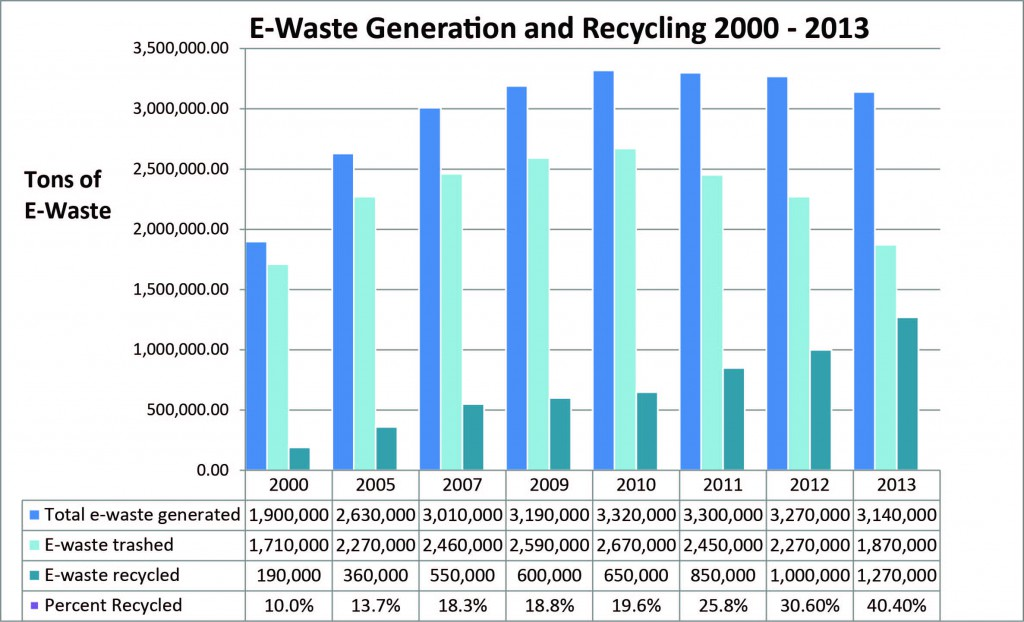 E-Waste Generation and Recycling 2000 - 2013
3,500,000.00
3,000,000.00
2,500,000.00
2,000,000.00
1,500,000.00
1,000,000.00
500,000.00
0.00
Tons of
E-Waste
2000 2005 2007 2009 2010 2011 2012 2013
Total e-waste generated 1,900,000 2,630,000 3,010,000 3,190,000 3,320,000 3,300,000 3,270,000 3,140,000
E-waste trashed 1,710,000 2,270,000 2,460,000 2,590,000 2,670,000 2,450,000 2,270,000 1,870,000
E-waste recycled 190,000 360,000 550,000 600,000 650,000 850,000 1,000,000 1,270,000
Percent Recycled 10.0% 13.7% 18.3% 18.8% 19.6% 25.8% 30.60% 40.40%